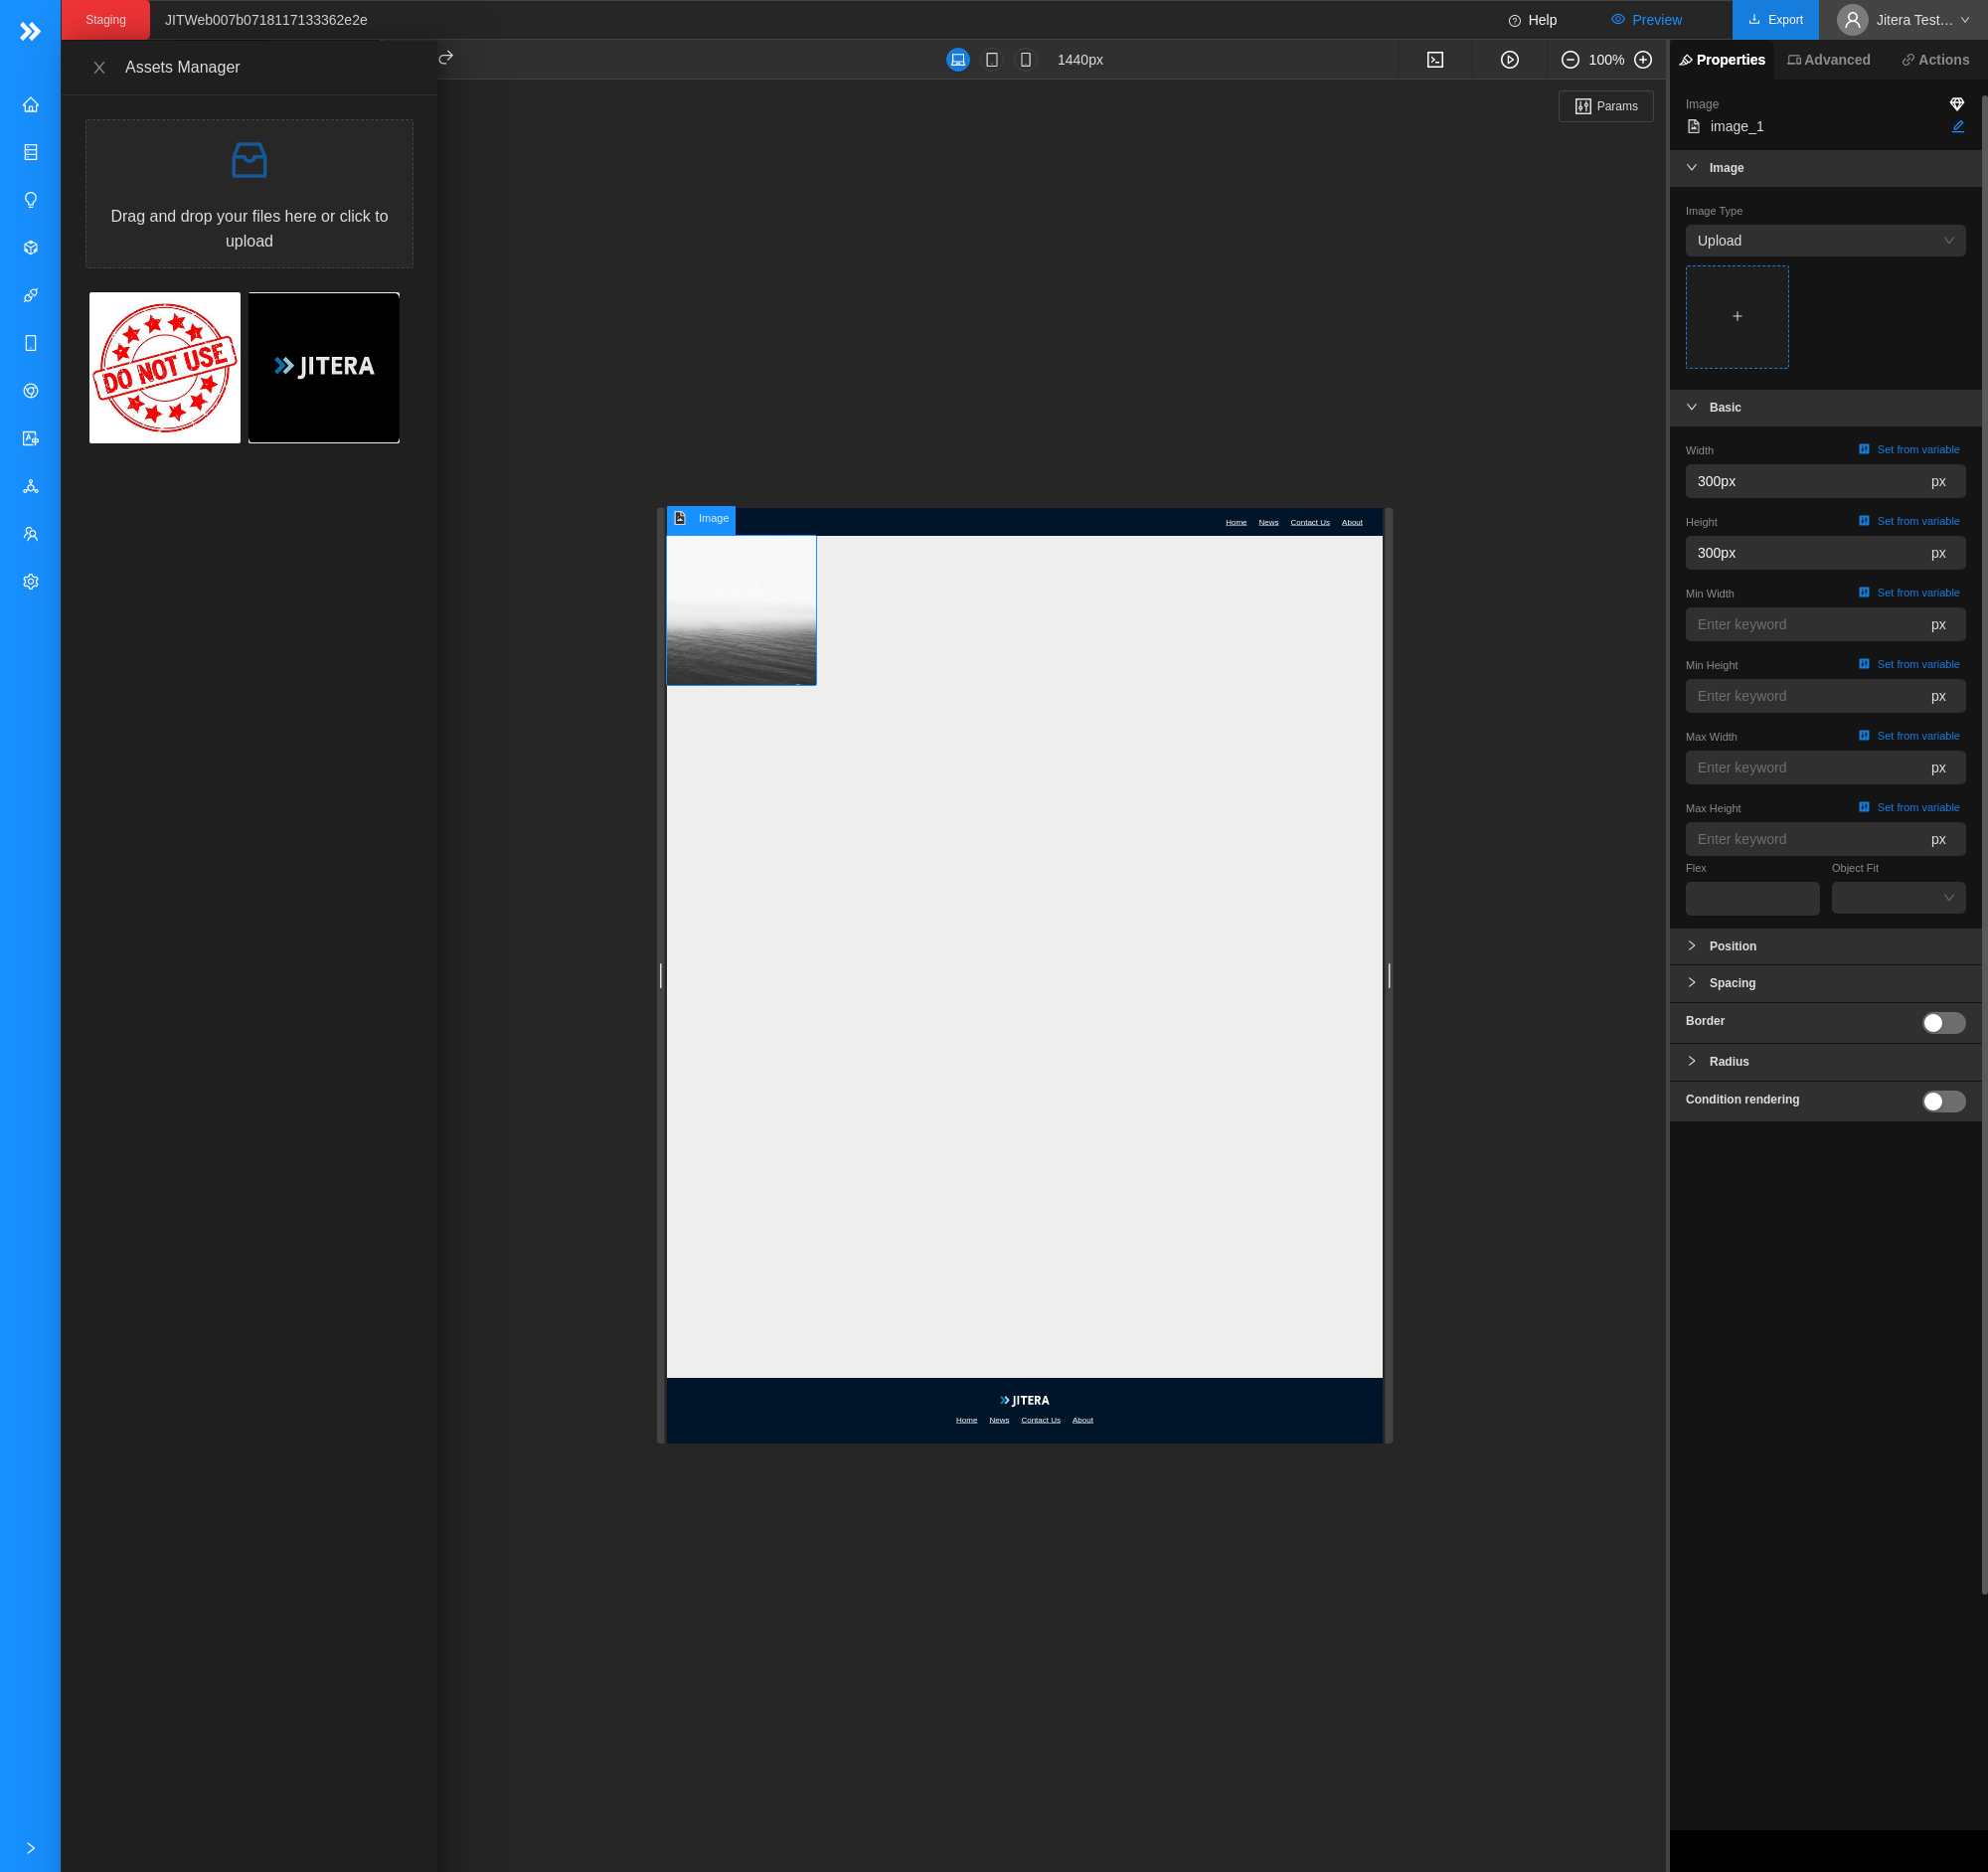 Staging
JITWeb007b0718117133362e2e
Help
Preview
Export
Jitera Test…
Assets Manager
1440px
100%
Properties
Advanced
Actions
Params
Drag and drop your files here or click to
upload
DO NOT USE
JITERA
Image
image_1
Image
Image Type
Upload
Basic
Width
Set from variable
300px
px
Height
Set from variable
300px
px
Min Width
Set from variable
Enter keyword
px
Min Height
Set from variable
Enter keyword
px
Max Width
Set from variable
Enter keyword
px
Max Height
Set from variable
Enter keyword
px
Flex
Object Fit
Position
Spacing
Border
Radius
Condition rendering
Image
Home
News
Contact Us
About
JITERA
Home
News
Contact Us
About